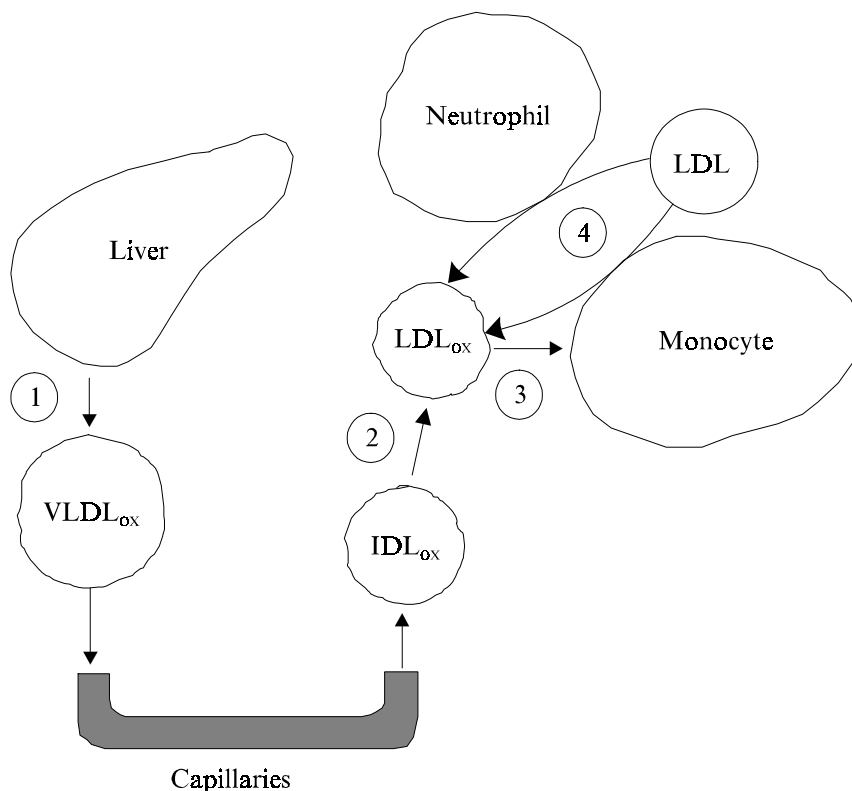 Neutrophil
LDL
4
Liver
LDLox
Monocyte
1
3
2
VLDLox
IDLox
Capillaries